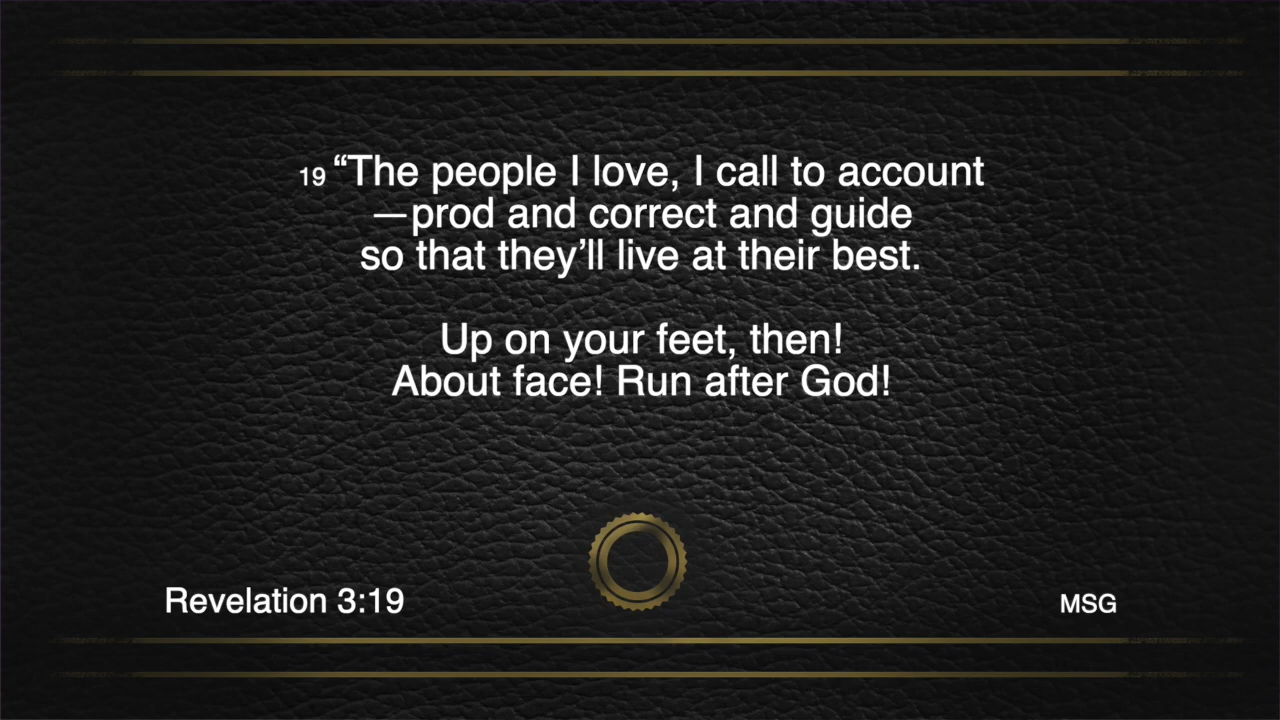 19 “The people I love, I call to account
—prod and correct and guide
so that they’ll live at their best.
Up on your feet, then!
About face! Run after God!
Revelation 3:19
MSG